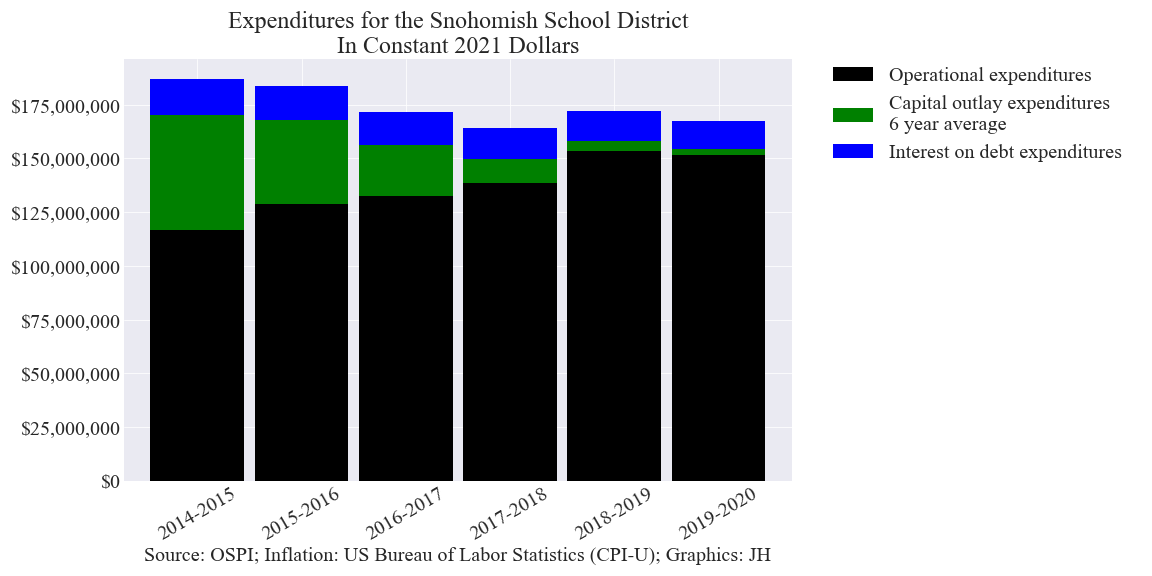 Expenditures for the Snohomish School District
In Constant 2021 Dollars
Operational expenditures
Capital outlay expenditures
6 year average
Interest on debt expenditures
$175,000,000
$150,000,000
$125,000,000
$100,000,000
$75,000,000
$50,000,000
$25,000,000
$0
2014-2015
2015-2016
2016-2017
2017-2018
2018-2019
2019-2020
Source: OSPI; Inflation: US Bureau of Labor Statistics (CPI-U); Graphics: JH